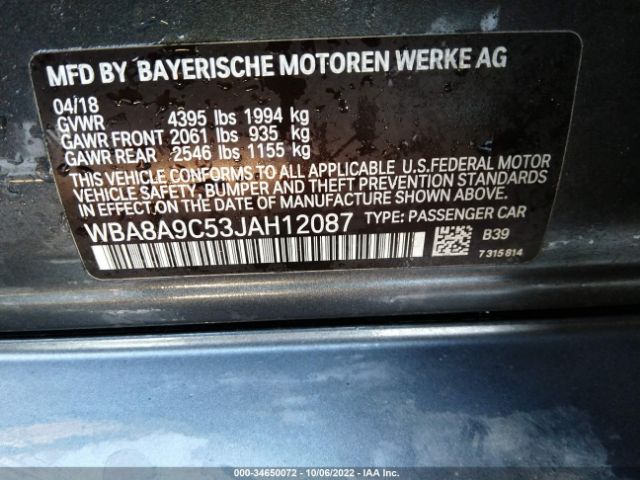 MFD BY BAYERISCHE MOTOREN WERKE AG
04/18
GVWR 4395 lbs 1994 kg
GAWR FRONT 2061 lbs 935 kg
GAWR REAR 2546 lbs 1155 kg
THIS VEHICLE CONFORMS TO ALL APPLICABLE U.S.FEDERAL MOTOR
VEHICLE SAFETY, BUMPER AND THEFT PREVENTION STANDARDS
IN EFFECT ON THE DATE OF MANUFACTURE SHOWN ABOVE.
WBA8A9C53JAH12087 TYPE: PASSENGER CAR
B39
7 315 814
000-34650072 - 10/06/2022 - IAA Inc.